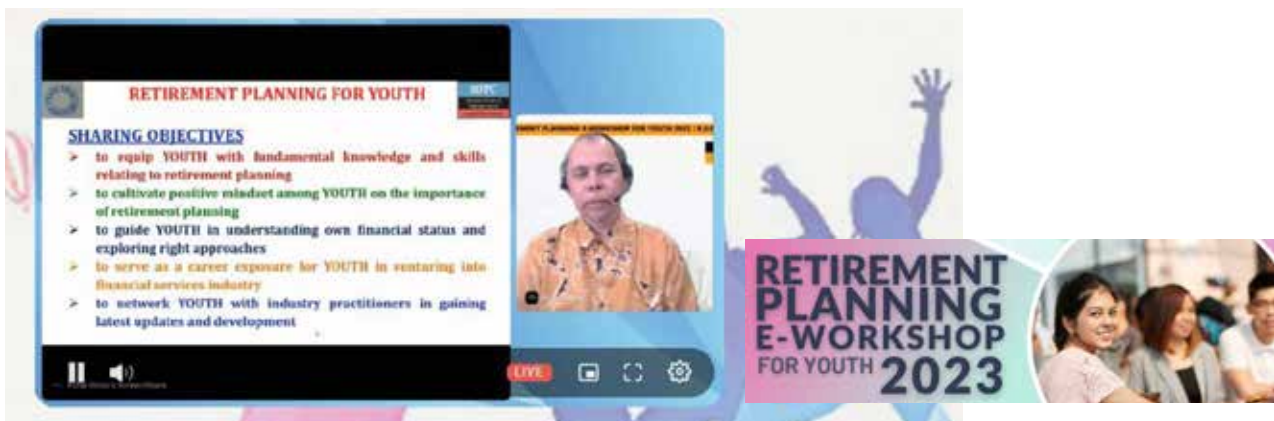 RETIREMENT PLANNING FOR YOUTH
SHARING OBJECTIVES
➢ to equip YOUTH with fundamental knowledge and skills
relating to retirement planning
➢ to cultivate positive mindset among YOUTH on the importance
of retirement planning
➢ to guide YOUTH in understanding own financial status and
exploring right approaches
➢ to serve as a career exposure for YOUTH in venturing into
financial services industry
➢ to network YOUTH with industry practitioners in gaining
latest updates and development
LIVE
RETIREMENT
PLANNING
E-WORKSHOP
FOR YOUTH 2023